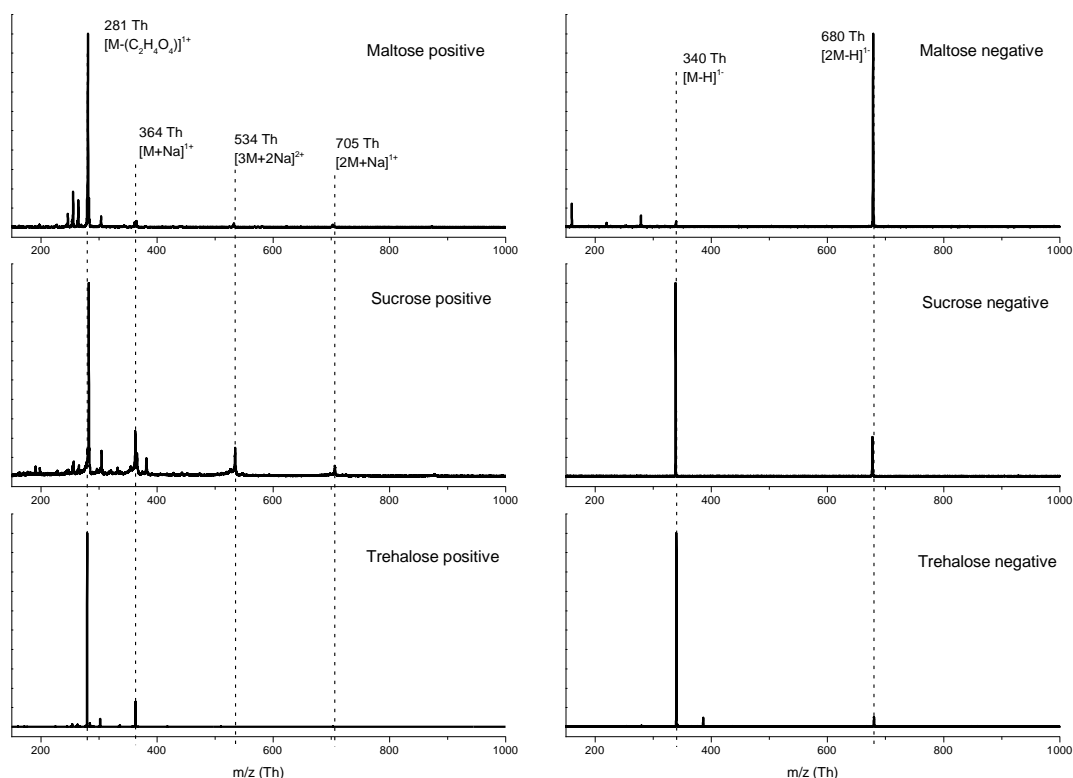 281 Th
[M-(C₂H₄O₄)]¹⁺
Maltose positive
364 Th
[M+Na]¹⁺
534 Th
[3M+2Na]²⁺
705 Th
[2M+Na]¹⁺
200 400 600 800 1000
Sucrose positive
200 400 600 800 1000
Trehalose positive
200 400 600 800 1000
m/z (Th)
680 Th
[2M-H]¹⁻
Maltose negative
340 Th
[M-H]¹⁻
200 400 600 800 1000
Sucrose negative
200 400 600 800 1000
Trehalose negative
200 400 600 800 1000
m/z (Th)